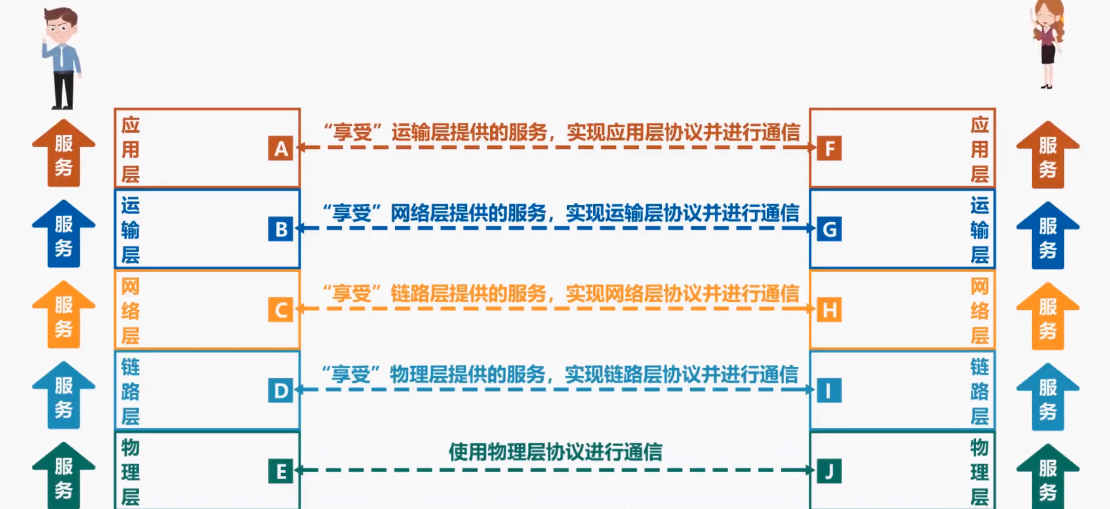 应用层
服务
A
“享受”运输层提供的服务，实现应用层协议并进行通信
F
应用层
服务
运输层
服务
B
“享受”网络层提供的服务，实现运输层协议并进行通信
G
运输层
服务
网络层
服务
C
“享受”链路层提供的服务，实现网络层协议并进行通信
H
网络层
服务
链路层
服务
D
“享受”物理层提供的服务，实现链路层协议并进行通信
I
链路层
服务
物理层
服务
E
使用物理层协议进行通信
J
物理层
服务